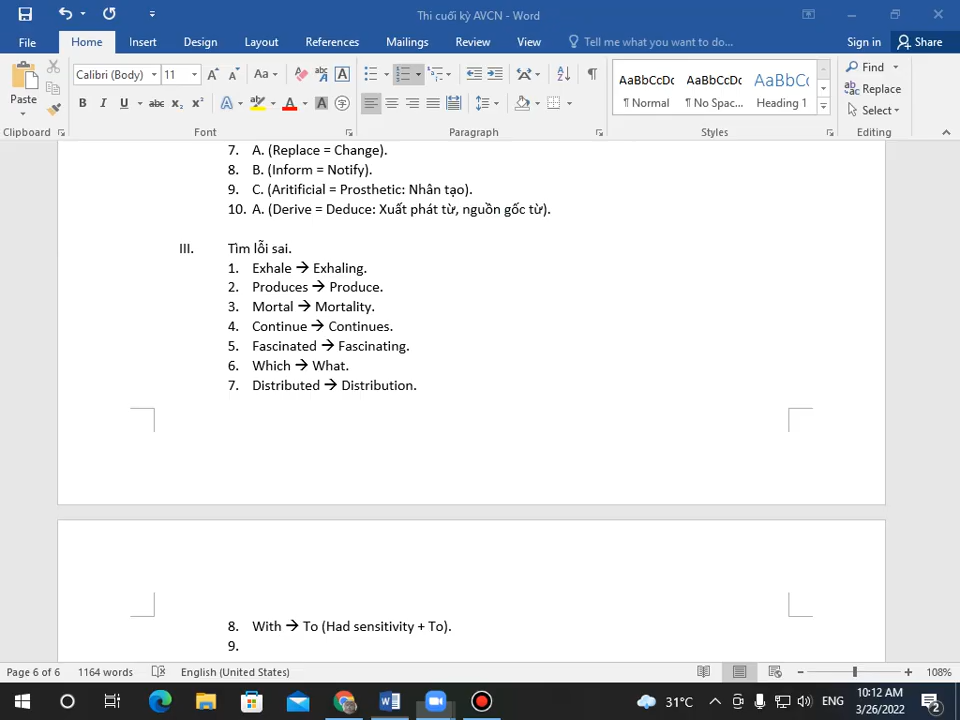 Thi cuối kỳ AVCN - Word
File Home Insert Design Layout References Mailings Review View Tell me what you want to do... Sign in Share
Calibri (Body) 11 Aa AaBbCcDc AaBbCcDc AaBbCc Find
Paste ¶ Normal ¶ No Spac... Heading 1 Replace
Select
Clipboard Font Paragraph Styles Editing
7. A. (Replace = Change).
8. B. (Inform = Notify).
9. C. (Aritificial = Prosthetic: Nhân tạo).
10. A. (Derive = Deduce: Xuất phát từ, nguồn gốc từ).
III. Tìm lỗi sai.
1. Exhale → Exhaling.
2. Produces → Produce.
3. Mortal → Mortality.
4. Continue → Continues.
5. Fascinated → Fascinating.
6. Which → What.
7. Distributed → Distribution.
8. With → To (Had sensitivity + To).
9.
Page 6 of 6 1164 words English (United States) 108%
31°C ENG 10:12 AM
3/26/2022 2